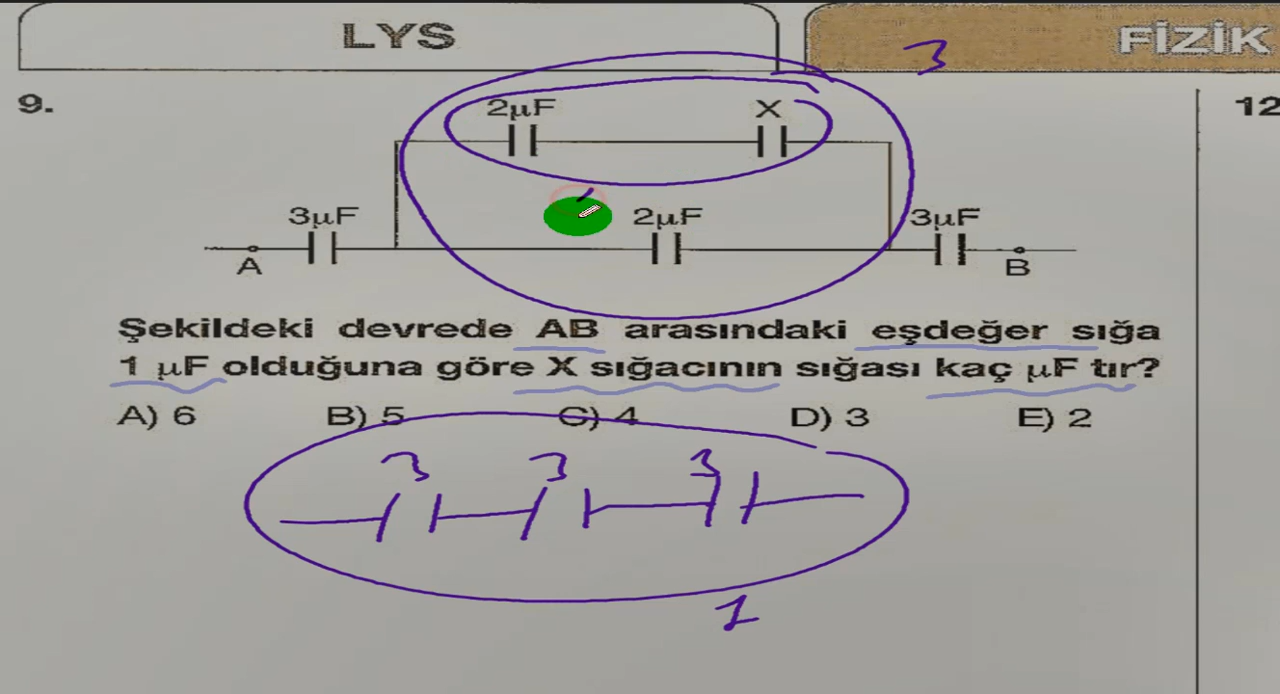 LYS
FİZİK
3
9.
12
2μF
X
3μF
2μF
3μF
A
B
Şekildeki devrede AB arasındaki eşdeğer sığa
1 μF olduğuna göre X sığacının sığası kaç μF tır?
A) 6 B) 5 C) 4 D) 3 E) 2
3 3 3
1